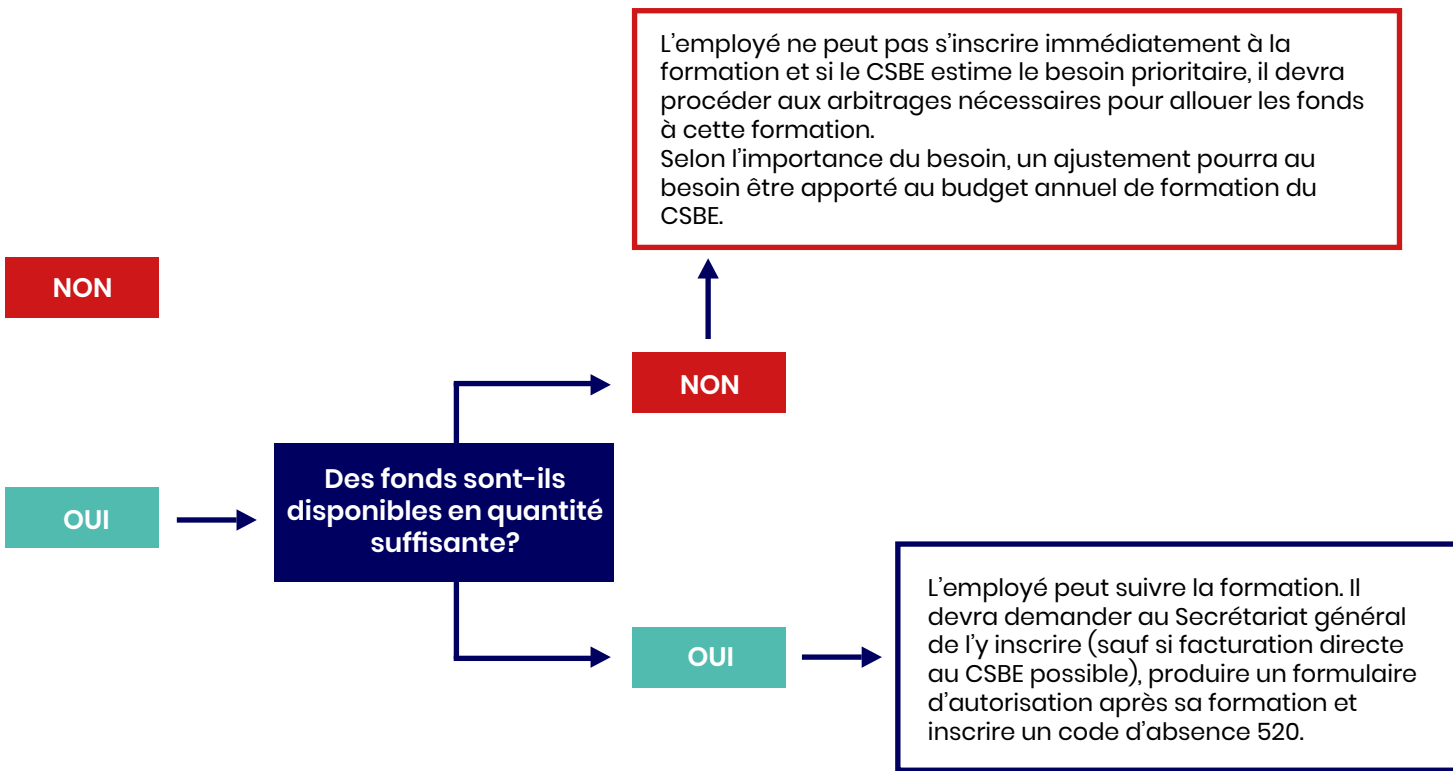 L'employé ne peut pas s'inscrire immédiatement à la
formation et si le CSBE estime le besoin prioritaire, il devra
procéder aux arbitrages nécessaires pour allouer les fonds
à cette formation.
Selon l'importance du besoin, un ajustement pourra au
besoin être apporté au budget annuel de formation du
CSBE.
NON
NON
Des fonds sont-ils
disponibles en quantité
suffisante?
OUI
OUI
L'employé peut suivre la formation. Il
devra demander au Secrétariat général
de l'y inscrire (sauf si facturation directe
au CSBE possible), produire un formulaire
d'autorisation après sa formation et
inscrire un code d'absence 520.